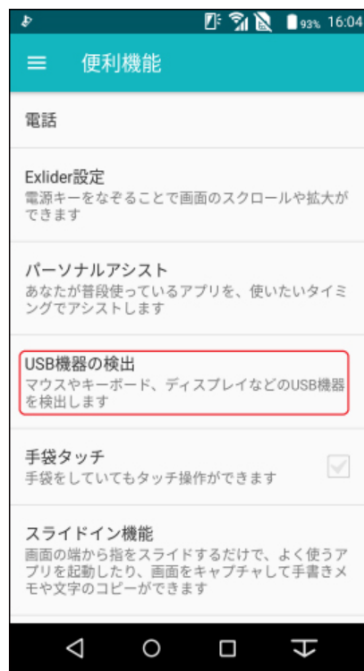 93% 16:04
便利機能
電話
Exlider設定
電源キーをなぞることで画面のスクロールや拡大が
できます
パーソナルアシスト
あなたが普段使っているアプリを、使いたいタイミ
ングでアシストします
USB機器の検出
マウスやキーボード、ディスプレイなどのUSB機器
を検出します
手袋タッチ
手袋をしていてもタッチ操作ができます
スライドイン機能
画面の端から指をスライドするだけで、よく使うア
プリを起動したり、画面をキャプチャして手書きメ
モや文字のコピーができます